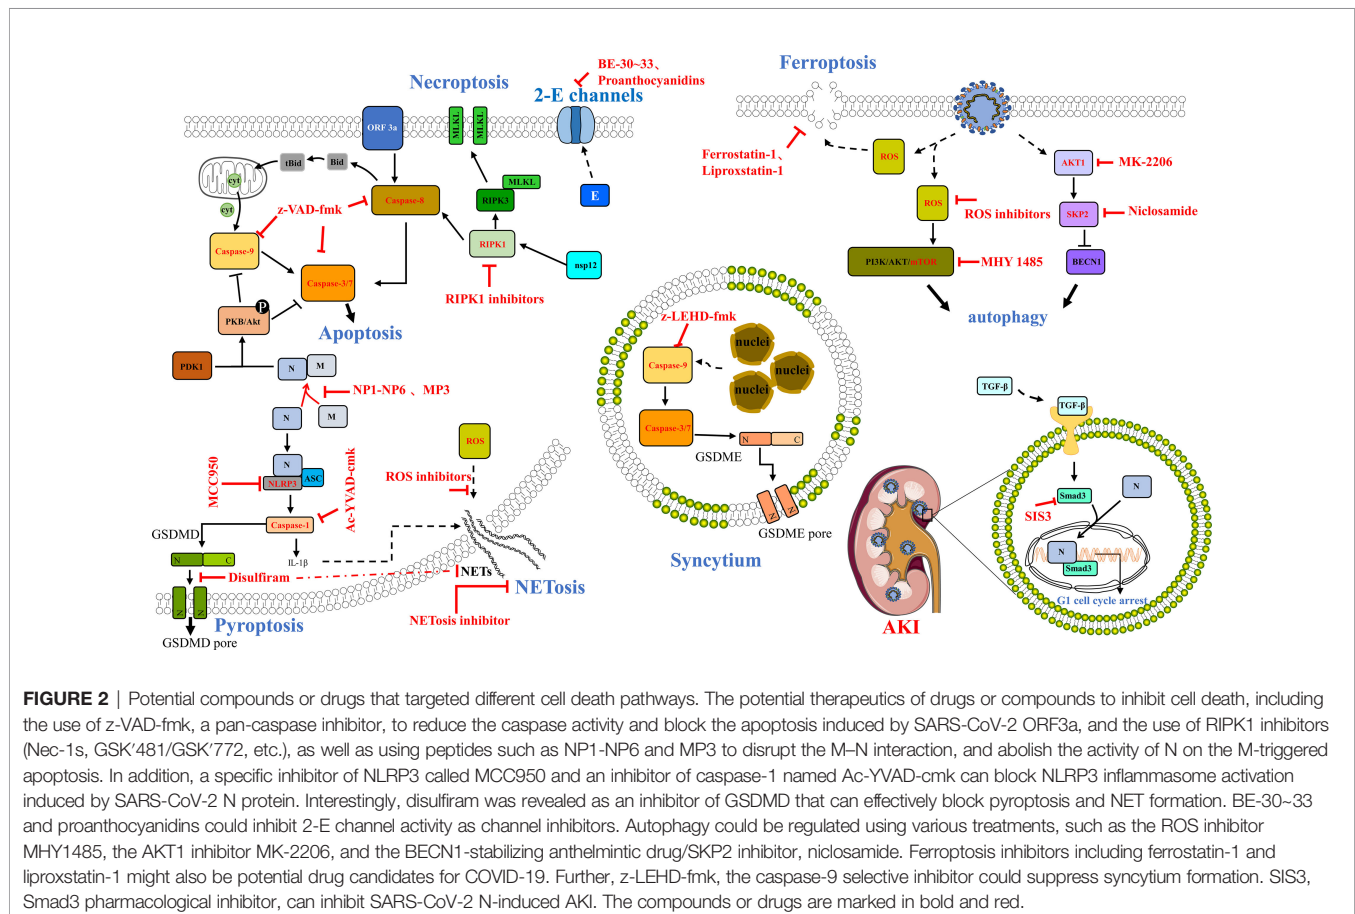 BE-30~33、
Proanthocyanidins
Necroptosis
2-E channels
Ferroptosis
ORF 3a
MLKL
MLKL
tBid
Bid
cyt
cyt
z-VAD-fmk
Caspase-8
MLKL
RIPK3
E
Caspase-9
RIPK1
nsp12
Caspase-3/7
RIPK1 inhibitors
P
PKB/Akt
Apoptosis
PDK1
N
M
NP1-NP6 、MP3
N
M
N
NLRP3
ASC
MCC950
Ac-YYAD-cmk
Caspase-1
GSDMD
IL-1β
N
C
Disulfiram
N
N
Pyroptosis
GSDMD pore
ROS
ROS inhibitors
NETs
NETosis
NETosis inhibitor
Ferrostatin-1、
Liproxstatin-1
ROS
AKT1
MK-2206
ROS
ROS inhibitors
SKP2
Niclosamide
PI3K/AKT/mTOR
MHY 1485
BECN1
autophagy
z-LEHD-fmk
nuclei
nuclei
nuclei
Caspase-9
Caspase-3/7
N
C
GSDME
N
N
GSDME pore
Syncytium
AKI
TGF-β
TGF-β
Smad3
N
SIS3
N
Smad3
G1 cell cycle arrest
FIGURE 2 | Potential compounds or drugs that targeted different cell death pathways. The potential therapeutics of drugs or compounds to inhibit cell death, including
the use of z-VAD-fmk, a pan-caspase inhibitor, to reduce the caspase activity and block the apoptosis induced by SARS-CoV-2 ORF3a, and the use of RIPK1 inhibitors
(Nec-1s, GSK′481/GSK′772, etc.), as well as using peptides such as NP1-NP6 and MP3 to disrupt the M–N interaction, and abolish the activity of N on the M-triggered
apoptosis. In addition, a specific inhibitor of NLRP3 called MCC950 and an inhibitor of caspase-1 named Ac-YVAD-cmk can block NLRP3 inflammasome activation
induced by SARS-CoV-2 N protein. Interestingly, disulfiram was revealed as an inhibitor of GSDMD that can effectively block pyroptosis and NET formation. BE-30~33
and proanthocyanidins could inhibit 2-E channel activity as channel inhibitors. Autophagy could be regulated using various treatments, such as the ROS inhibitor
MHY1485, the AKT1 inhibitor MK-2206, and the BECN1-stabilizing anthelmintic drug/SKP2 inhibitor, niclosamide. Ferroptosis inhibitors including ferrostatin-1 and
liproxstatin-1 might also be potential drug candidates for COVID-19. Further, z-LEHD-fmk, the caspase-9 selective inhibitor could suppress syncytium formation. SIS3,
Smad3 pharmacological inhibitor, can inhibit SARS-CoV-2 N-induced AKI. The compounds or drugs are marked in bold and red.